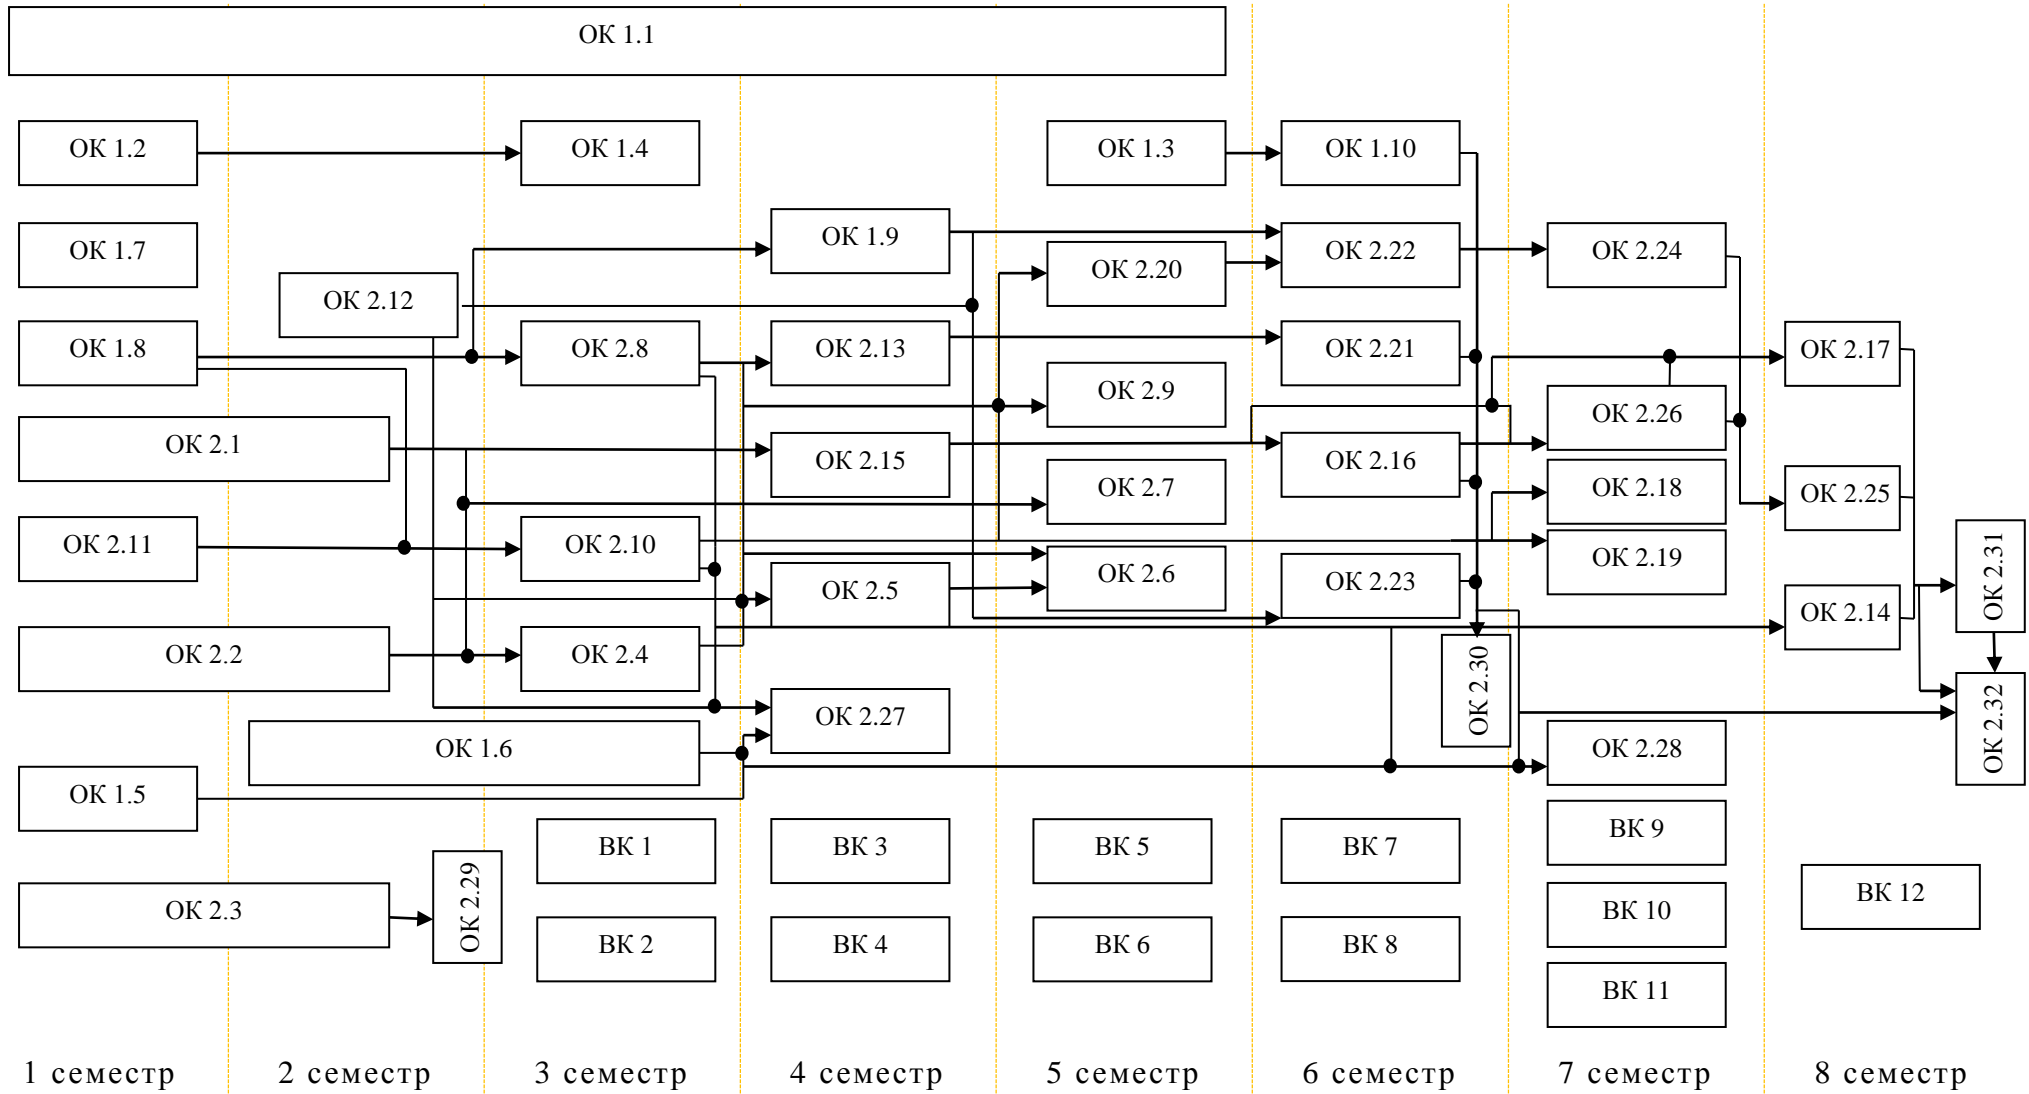 ОК 1.1
ОК 1.2
ОК 1.4
ОК 1.3
ОК 1.10
ОК 1.7
ОК 1.9
ОК 2.22
ОК 2.24
ОК 2.20
ОК 2.12
ОК 1.8
ОК 2.8
ОК 2.13
ОК 2.21
ОК 2.17
ОК 2.9
ОК 2.26
ОК 2.1
ОК 2.15
ОК 2.16
ОК 2.7
ОК 2.18
ОК 2.25
ОК 2.11
ОК 2.10
ОК 2.19
ОК 2.6
ОК 2.5
ОК 2.23
ОК 2.31
ОК 2.14
ОК 2.2
ОК 2.4
ОК 2.30
ОК 2.27
ОК 2.32
ОК 1.6
ОК 2.28
ОК 1.5
ВК 9
ВК 1
ВК 3
ВК 5
ВК 7
ВК 12
ОК 2.29
ОК 2.3
ВК 10
ВК 2
ВК 4
ВК 6
ВК 8
ВК 11
1 семестр
2 семестр
3 семестр
4 семестр
5 семестр
6 семестр
7 семестр
8 семестр